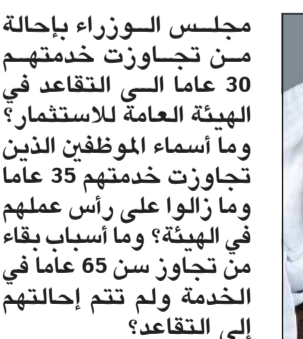 مجلس الوزراء بإحالة
من تجاوزت خدمتهم
30 عاما الى التقاعد في
الهيئة العامة للاستثمار؟
وما أسماء الموظفين الذين
تجاوزت خدمتهم 35 عاما
وما زالوا على رأس عملهم
في الهيئة؟ وما أسباب بقاء
من تجاوز سن 65 عاما في
الخدمة ولم تتم إحالتهم
إلى التقاعد؟